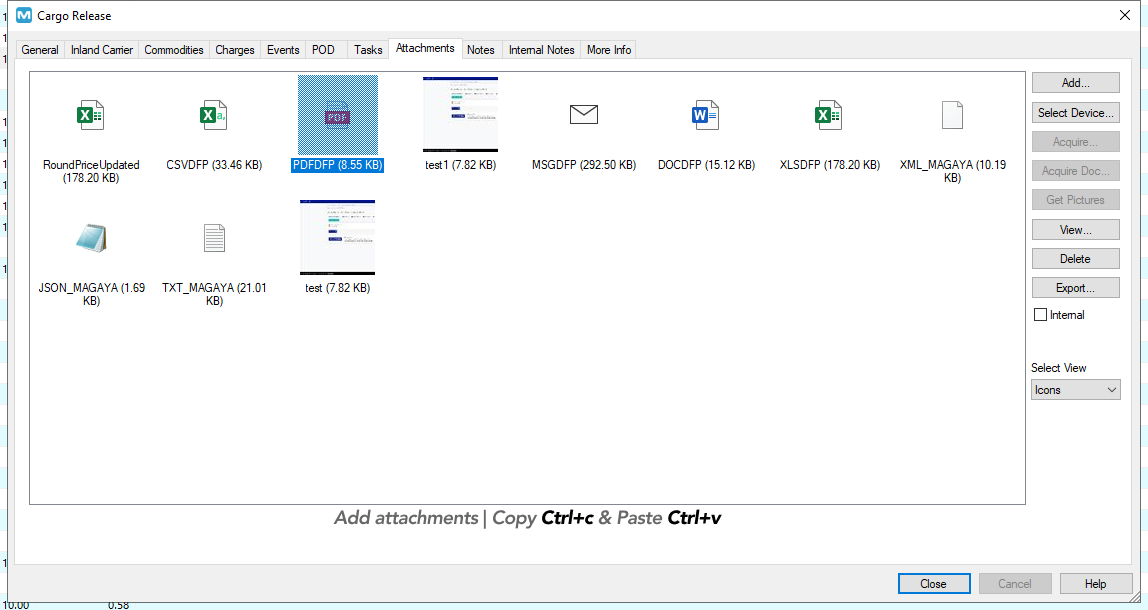 Cargo Release
General Inland Carrier Commodities Charges Events POD Tasks Attachments Notes Internal Notes More Info
PDF
RoundPriceUpdated
(178.20 KB)
CSVDFP (33.46 KB)
PDFDFP (8.55 KB)
test1 (7.82 KB)
MSGDFP (292.50 KB)
DOCDFP (15.12 KB)
XLSDFP (178.20 KB)
XML_MAGAYA (10.19
KB)
JSON_MAGAYA (1.69
KB)
TXT_MAGAYA (21.01
KB)
test (7.82 KB)
Add...
Select Device...
Acquire...
Acquire Doc...
Get Pictures
View...
Delete
Export...
Internal
Select View
Icons
Add attachments | Copy Ctrl+c & Paste Ctrl+v
Close Cancel Help
10.00 0.58